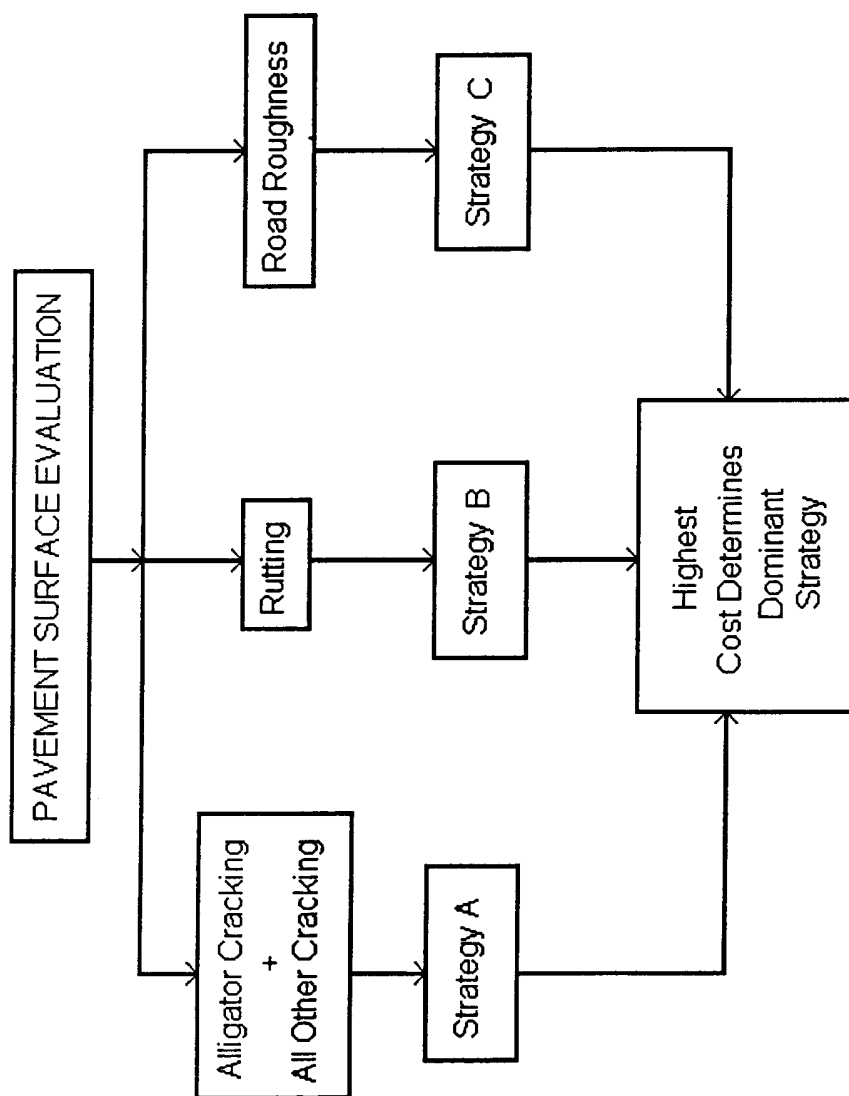 PAVEMENT SURFACE EVALUATION
Alligator Cracking
+
All Other Cracking
Rutting
Road Roughness
Strategy A
Strategy B
Strategy C
Highest
Cost Determines
Dominant
Strategy